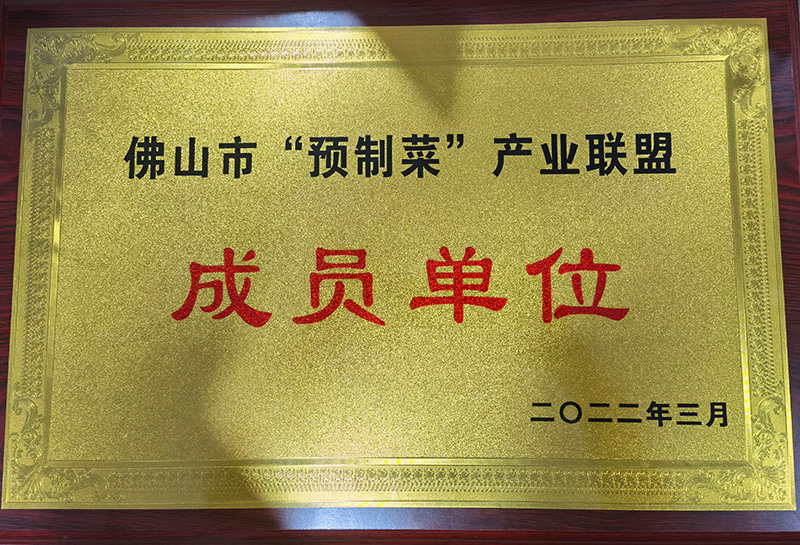 佛山市“预制菜”产业联盟
成员单位
二〇二二年三月